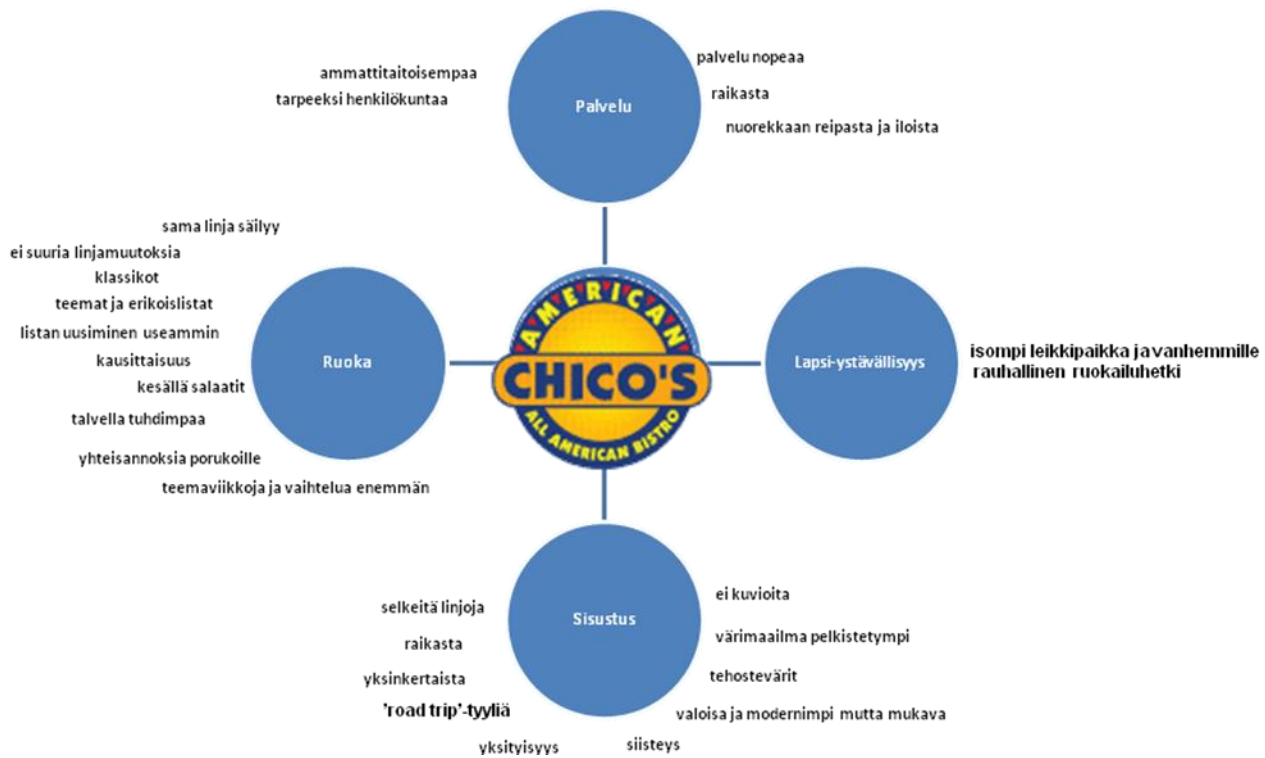 ammattitaitoisempaa
tarpeeksi henkilökuntaa
Palvelu
palvelu nopeaa
raikasta
nuorekkaan reipasta ja iloista
sama linja säilyy
ei suuria linjamuutoksia
klassikot
teemat ja erikoislistat
listan uusiminen useammin
kausittaisuus
kesällä salaatit
talvella tuhdimpaa
yhteisannoksia porukoille
teemaviikkoja ja vaihtelua enemmän
Ruoka
AMERICAN
CHICO'S
ALL AMERICAN BISTRO
Lapsi-ystävällisyys
isompi leikkipaikka ja vanhemmille
rauhallinen ruokailuhetki
selkeitä linjoja
raikasta
yksinkertaista
'road trip'-tyyliä
yksityisyys
Sisustus
ei kuvioita
värimaailma pelkistetympi
tehostevärit
valoisa ja modernimpi mutta mukava
siisteys